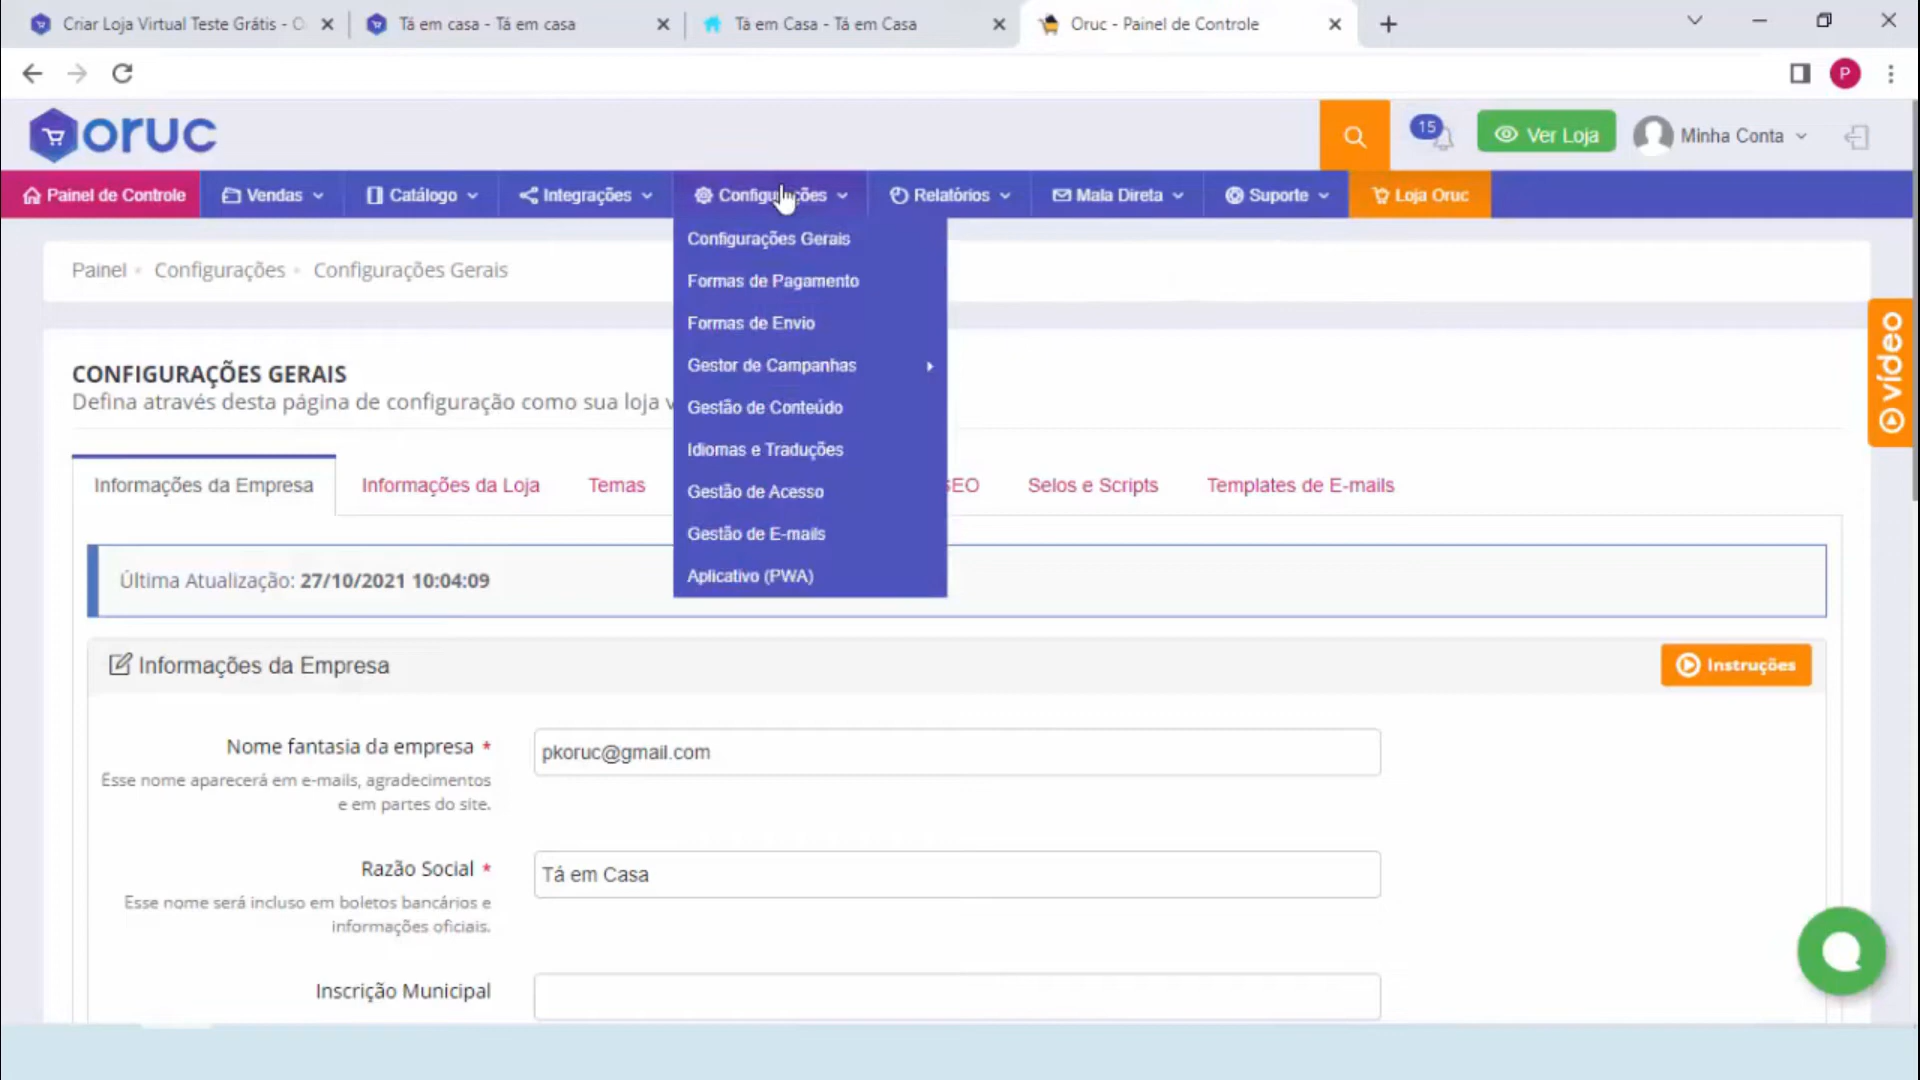 Criar Loja Virtual Teste Grátis - O
Tá em casa - Tá em casa
Tá em Casa - Tá em Casa
Oruc - Painel de Controle
P
oruc
15
Ver Loja
Minha Conta
Painel de Controle
Vendas
Catálogo
Integrações
Configurações
Relatórios
Mala Direta
Suporte
Loja Oruc
Configurações Gerais
Formas de Pagamento
Formas de Envio
Gestor de Campanhas
Gestão de Conteúdo
Idiomas e Traduções
Gestão de Acesso
Gestão de E-mails
Aplicativo (PWA)
Painel • Configurações • Configurações Gerais
vídeo
CONFIGURAÇÕES GERAIS
Defina através desta página de configuração como sua loja v
Informações da Empresa
Informações da Loja
Temas
SEO
Selos e Scripts
Templates de E-mails
Última Atualização: 27/10/2021 10:04:09
Informações da Empresa
Instruções
Nome fantasia da empresa *
pkoruc@gmail.com
Esse nome aparecerá em e-mails, agradecimentos
e em partes do site.
Razão Social *
Tá em Casa
Esse nome será incluso em boletos bancários e
informações oficiais.
Inscrição Municipal